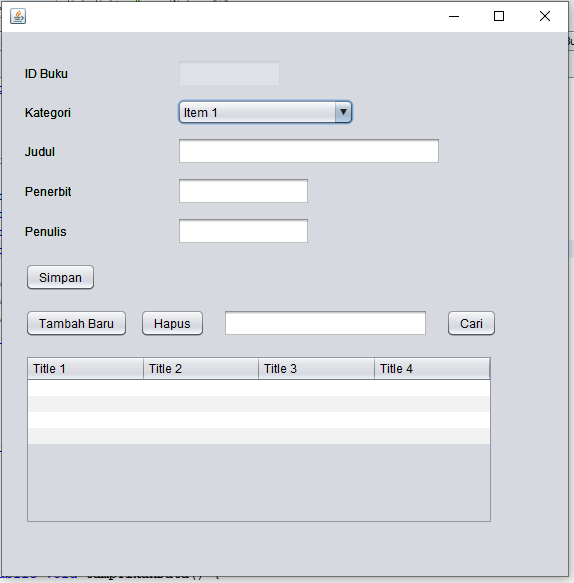 ID Buku
Kategori Item 1
Judul
Penerbit
Penulis
Simpan
Tambah Baru Hapus Cari
Title 1 Title 2 Title 3 Title 4